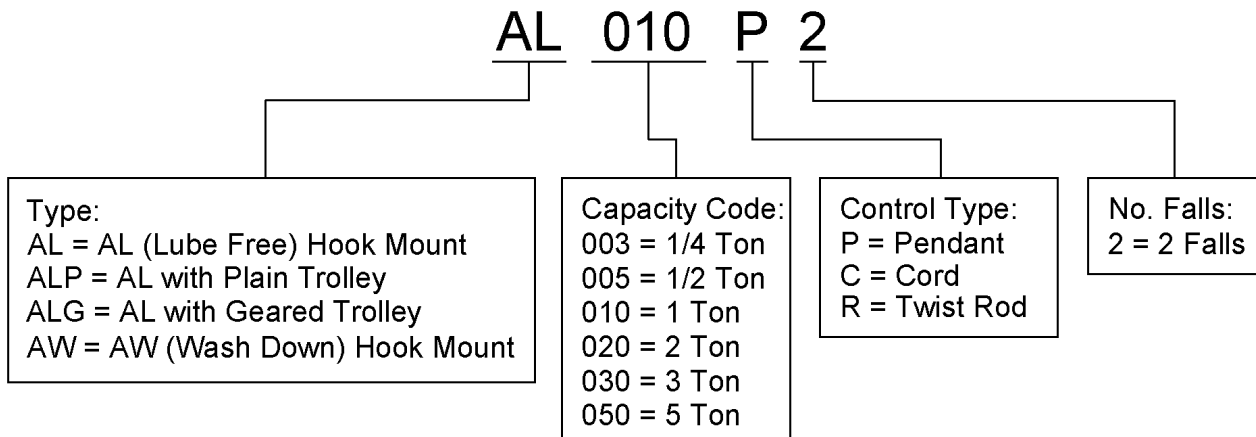 AL 010 P 2
Type:
AL = AL (Lube Free) Hook Mount
ALP = AL with Plain Trolley
ALG = AL with Geared Trolley
AW = AW (Wash Down) Hook Mount
Capacity Code:
003 = 1/4 Ton
005 = 1/2 Ton
010 = 1 Ton
020 = 2 Ton
030 = 3 Ton
050 = 5 Ton
Control Type:
P = Pendant
C = Cord
R = Twist Rod
No. Falls:
2 = 2 Falls